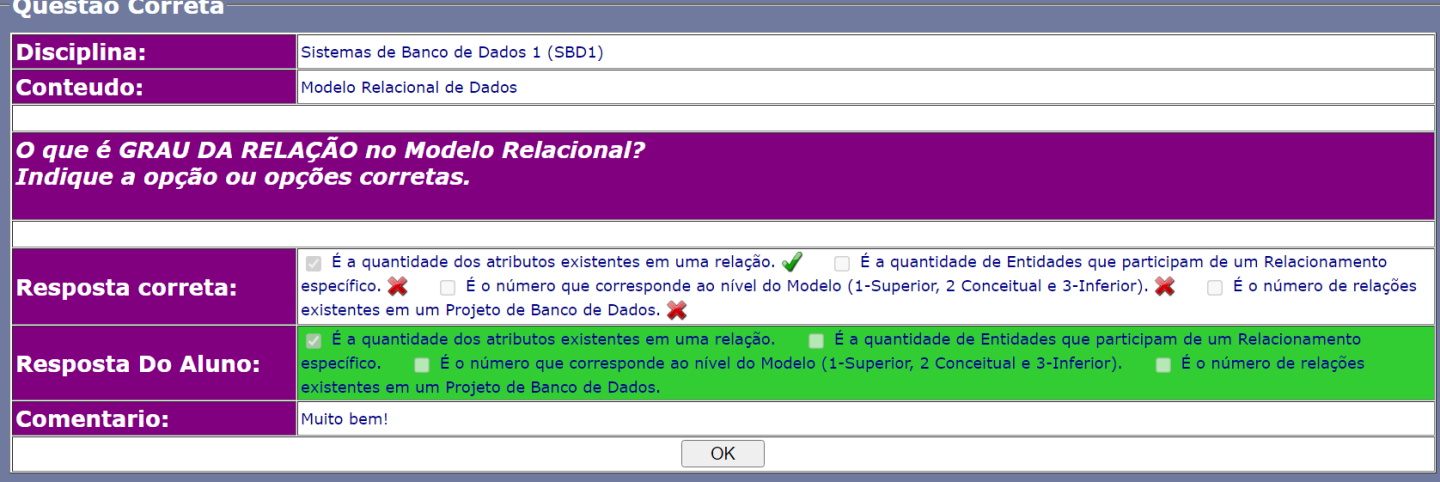 Questão Correta
Disciplina: Sistemas de Banco de Dados 1 (SBD1)
Conteudo: Modelo Relacional de Dados
O que é GRAU DA RELAÇÃO no Modelo Relacional?
Indique a opção ou opções corretas.
Resposta correta:
É a quantidade dos atributos existentes em uma relação. É a quantidade de Entidades que participam de um Relacionamento
específico. É o número que corresponde ao nível do Modelo (1-Superior, 2 Conceitual e 3-Inferior). É o número de relações
existentes em um Projeto de Banco de Dados.
Resposta Do Aluno:
É a quantidade dos atributos existentes em uma relação. É a quantidade de Entidades que participam de um Relacionamento
específico. É o número que corresponde ao nível do Modelo (1-Superior, 2 Conceitual e 3-Inferior). É o número de relações
existentes em um Projeto de Banco de Dados.
Comentario: Muito bem!
OK